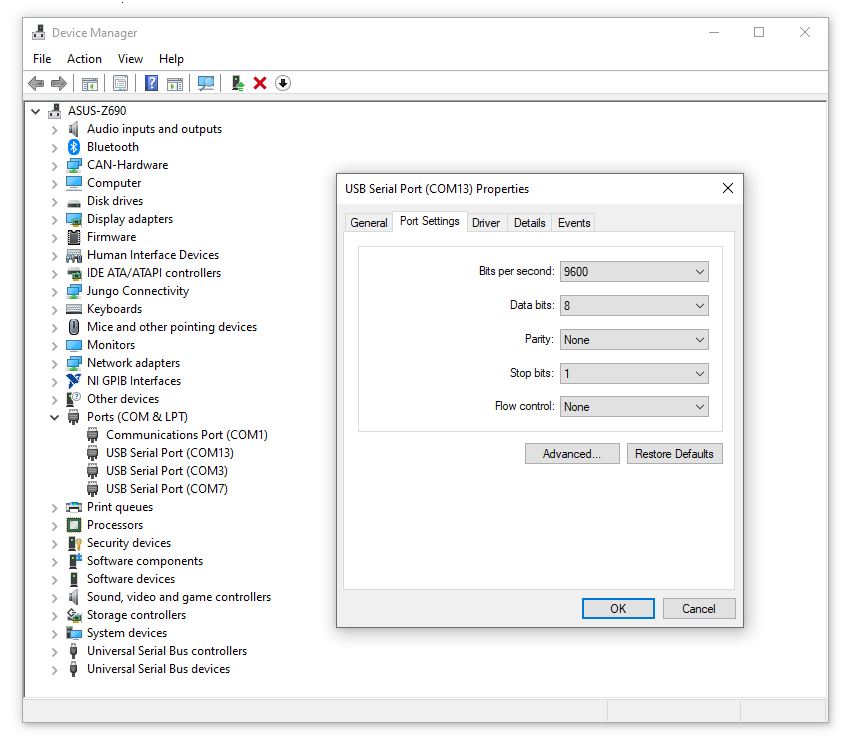 Device Manager
File Action View Help
ASUS-Z690
Audio inputs and outputs
Bluetooth
CAN-Hardware
Computer
Disk drives
Display adapters
Firmware
Human Interface Devices
IDE ATA/ATAPI controllers
Jungo Connectivity
Keyboards
Mice and other pointing devices
Monitors
Network adapters
NI GPIB Interfaces
Other devices
Ports (COM & LPT)
Communications Port (COM1)
USB Serial Port (COM13)
USB Serial Port (COM3)
USB Serial Port (COM7)
Print queues
Processors
Security devices
Software components
Software devices
Sound, video and game controllers
Storage controllers
System devices
Universal Serial Bus controllers
Universal Serial Bus devices
USB Serial Port (COM13) Properties
General Port Settings Driver Details Events
Bits per second: 9600
Data bits: 8
Parity: None
Stop bits: 1
Flow control: None
Advanced... Restore Defaults
OK Cancel